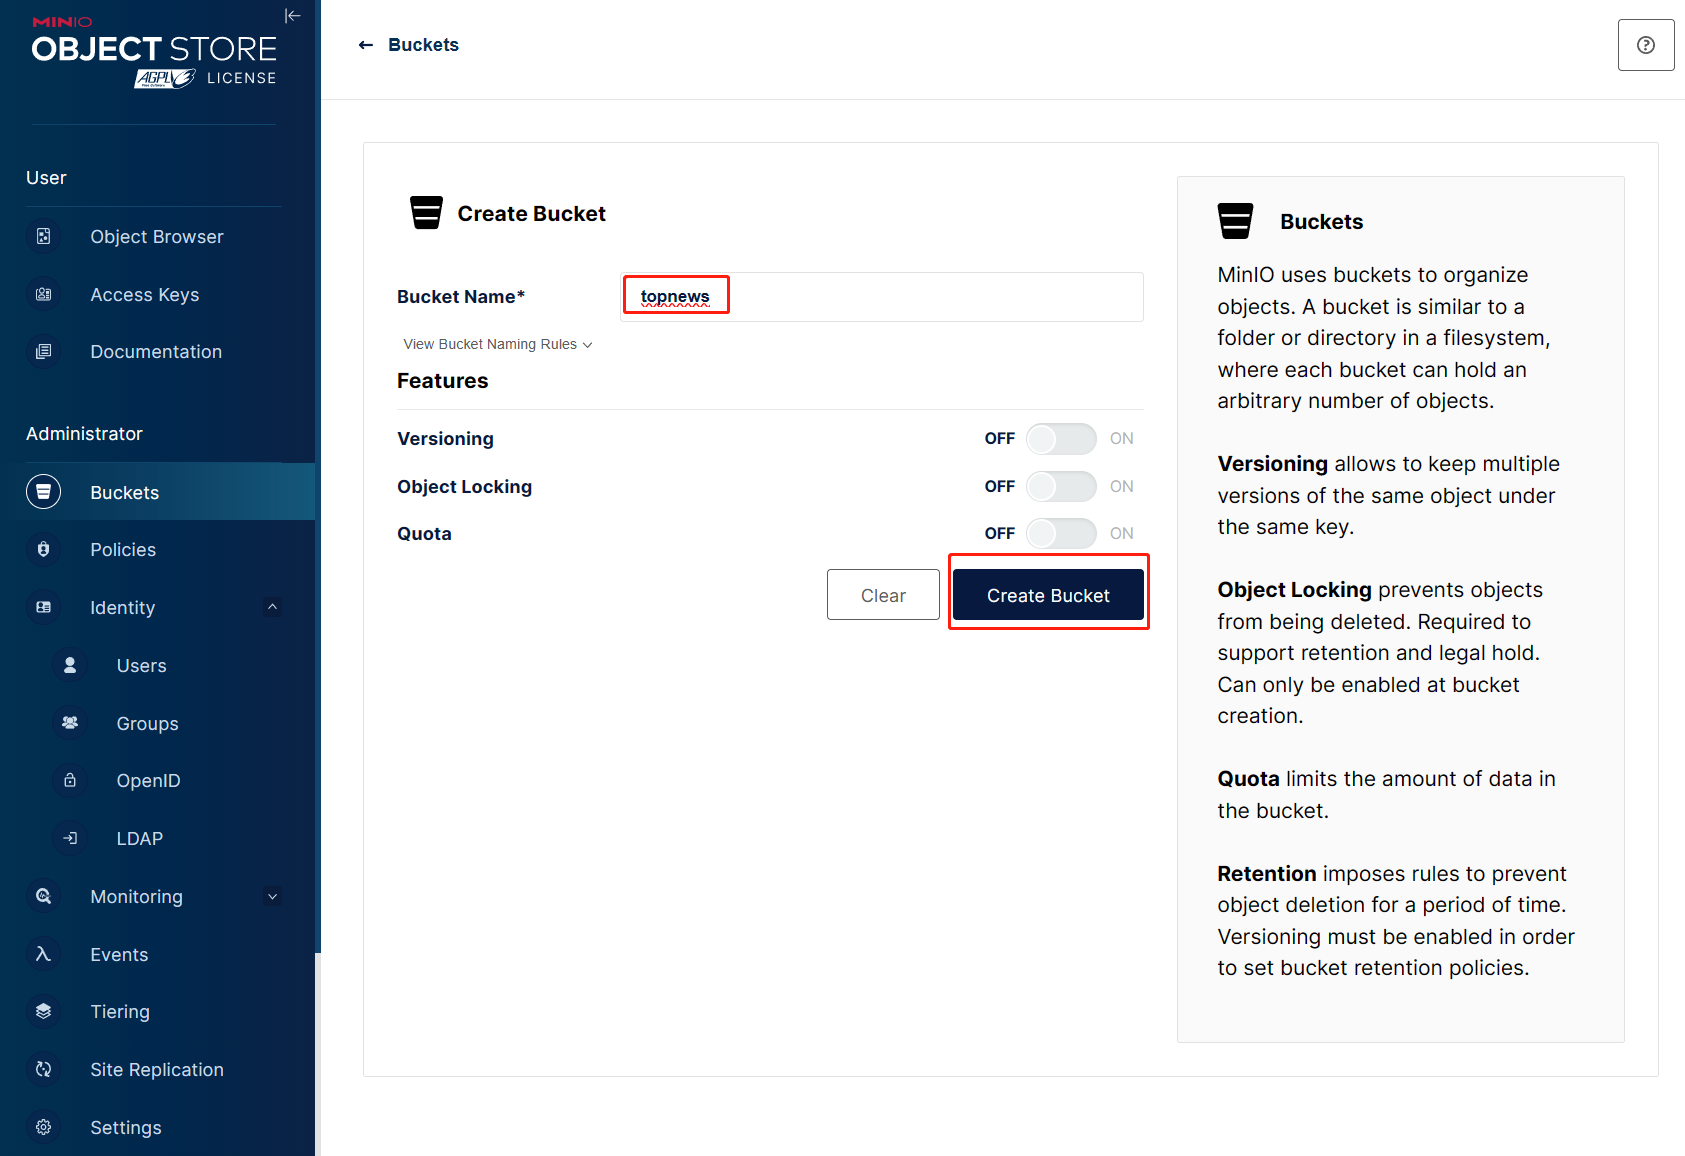 MINIO
OBJECT STORE
AGPL v3 LICENSE
User
Object Browser
Access Keys
Documentation
Administrator
Buckets
Policies
Identity
Users
Groups
OpenID
LDAP
Monitoring
Events
Tiering
Site Replication
Settings
Buckets
Create Bucket
Bucket Name*
topnews
View Bucket Naming Rules
Features
Versioning
OFF ON
Object Locking
OFF ON
Quota
OFF ON
Clear
Create Bucket
Buckets
MinIO uses buckets to organize
objects. A bucket is similar to a
folder or directory in a filesystem,
where each bucket can hold an
arbitrary number of objects.
Versioning allows to keep multiple
versions of the same object under
the same key.
Object Locking prevents objects
from being deleted. Required to
support retention and legal hold.
Can only be enabled at bucket
creation.
Quota limits the amount of data in
the bucket.
Retention imposes rules to prevent
object deletion for a period of time.
Versioning must be enabled in order
to set bucket retention policies.